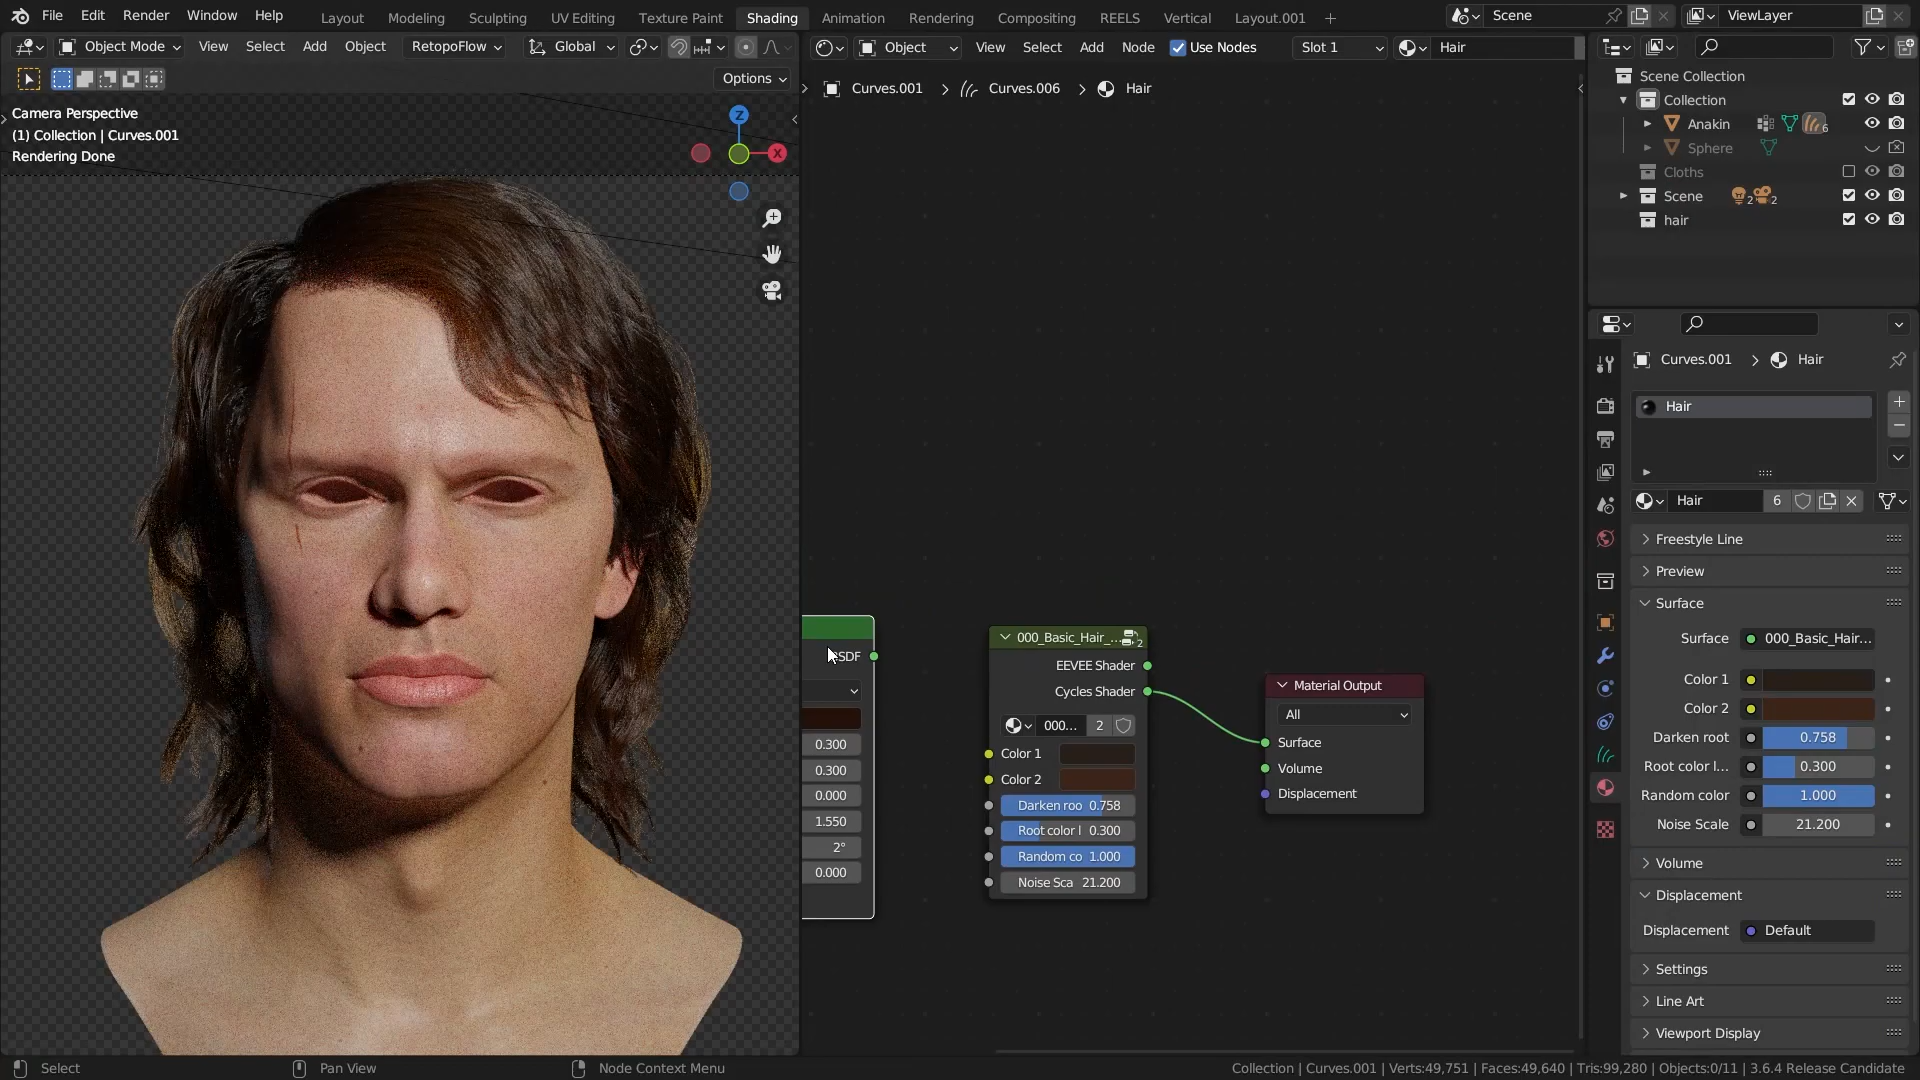 File Edit Render Window Help
Layout Modeling Sculpting UV Editing Texture Paint Shading Animation Rendering Compositing REELS Vertical Layout.001 +
Scene
ViewLayer
Object Mode View Select Add Object RetopoFlow Global
Options
Object View Select Add Node Use Nodes Slot 1 Hair
Camera Perspective
(1) Collection | Curves.001
Rendering Done
Z
X
Curves.001 > Curves.006 > Hair
SDF
0.300
0.300
0.000
1.550
2°
0.000
000_Basic_Hair_... 2
EEVEE Shader
Cycles Shader
000... 2
Color 1
Color 2
Darken roo 0.758
Root color l 0.300
Random co 1.000
Noise Sca 21.200
Material Output
All
Surface
Volume
Displacement
Scene Collection
Collection
Anakin 6
Sphere
Cloths
Scene 2 2
hair
Curves.001 > Hair
Hair
Hair 6
Freestyle Line
Preview
Surface
Surface 000_Basic_Hair...
Color 1
Color 2
Darken root 0.758
Root color l... 0.300
Random color 1.000
Noise Scale 21.200
Volume
Displacement
Displacement Default
Settings
Line Art
Viewport Display
Select Pan View Node Context Menu
Collection | Curves.001 | Verts:49,751 | Faces:49,640 | Tris:99,280 | Objects:0/11 | 3.6.4 Release Candidate